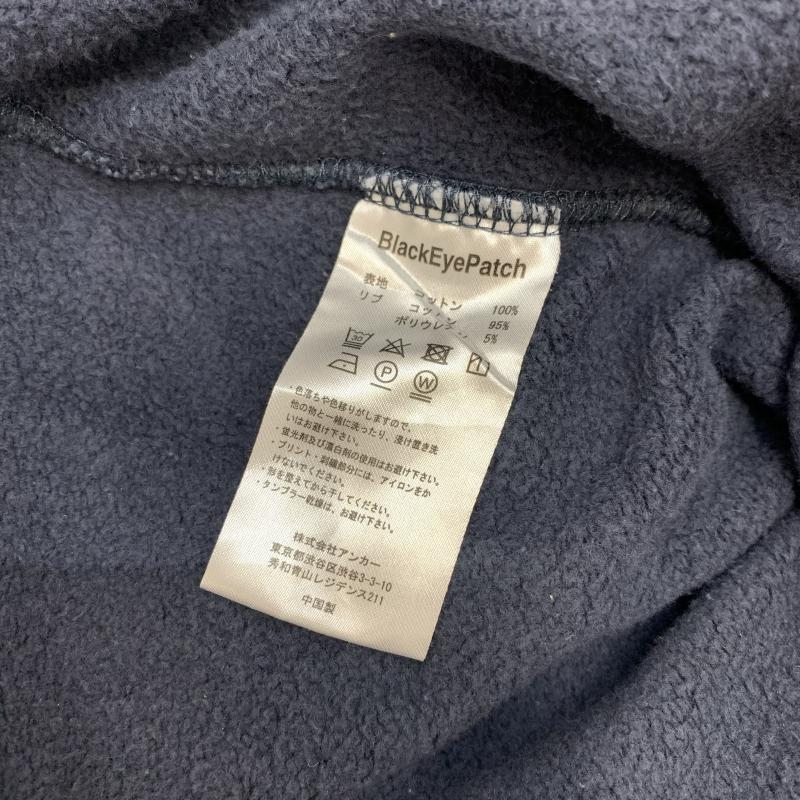 BlackEyePatch
表地 コットン 100%
リブ コットン 95%
ポリウレタン 5%
30
P W
・色落ちや色移りがしますので、
他の物と一緒に洗ったり、浸け置き洗
いはお避け下さい。
・蛍光剤及び漂白剤の使用はお避け下さい。
・プリント・刺繍部分には、アイロンをか
けないでください。
・形を整えてから干してください。
・タンブラー乾燥は、お避け下さい。
株式会社アンカー
東京都渋谷区渋谷3-3-10
秀和青山レジデンス211
中国製